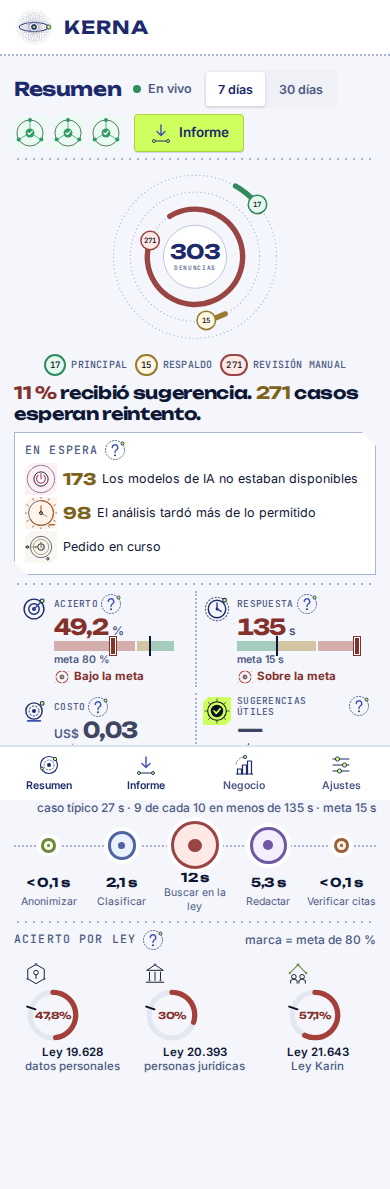 KERNA
Resumen
En vivo
7 días
30 días
Informe
17
271
303
DENUNCIAS
15
17 PRINCIPAL 15 RESPALDO 271 REVISIÓN MANUAL
11 % recibió sugerencia. 271 casos
esperan reintento.
EN ESPERA ?
173 Los modelos de IA no estaban disponibles
98 El análisis tardó más de lo permitido
Pedido en curso
ACIERTO ?
49,2 %
meta 80 %
Bajo la meta
RESPUESTA ?
135 s
meta 15 s
Sobre la meta
COSTO ?
US$ 0,03
SUGERENCIAS
ÚTILES ?
—
Resumen
Informe
Negocio
Ajustes
caso típico 27 s · 9 de cada 10 en menos de 135 s · meta 15 s
<0,1 s
Anonimizar
2,1 s
Clasificar
12 s
Buscar en la
ley
5,3 s
Redactar
<0,1 s
Verificar citas
ACIERTO POR LEY ?
marca = meta de 80 %
47,8%
Ley 19.628
datos personales
30%
Ley 20.393
personas jurídicas
57,1%
Ley 21.643
Ley Karin